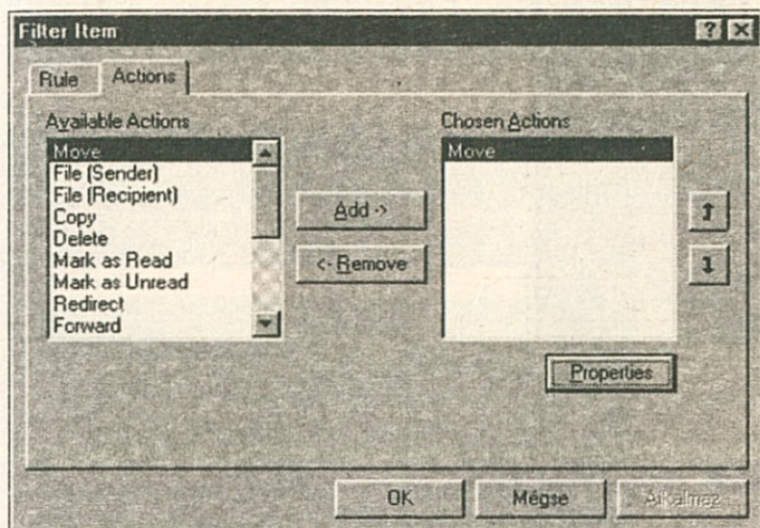 Filter Item
Rule
Actions
Available Actions
Move
File (Sender)
File (Recipient)
Copy
Delete
Mark as Read
Mark as Unread
Redirect
Forward
Add ->
<- Remove
Chosen Actions
Move
Properties
OK
Mégse
Alkalmaz